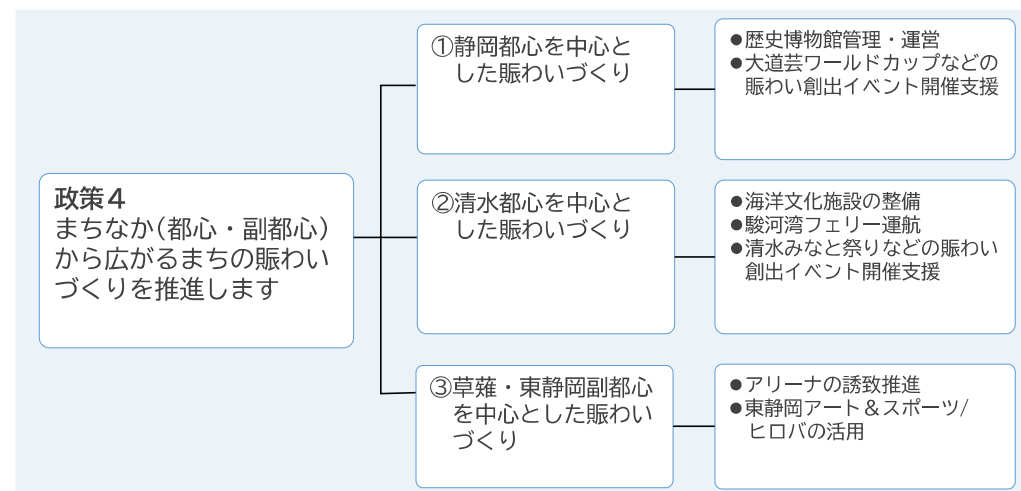 政策4
まちなか(都心・副都心)
から広がるまちの賑わい
づくりを推進します
①静岡都心を中心と
した賑わいづくり
●歴史博物館管理・運営
●大道芸ワールドカップなどの
賑わい創出イベント開催支援
②清水都心を中心と
した賑わいづくり
●海洋文化施設の整備
●駿河湾フェリー運航
●清水みなと祭りなどの賑わい
創出イベント開催支援
③草薙・東静岡副都心
を中心とした賑わい
づくり
●アリーナの誘致推進
●東静岡アート&スポーツ/
ヒロバの活用